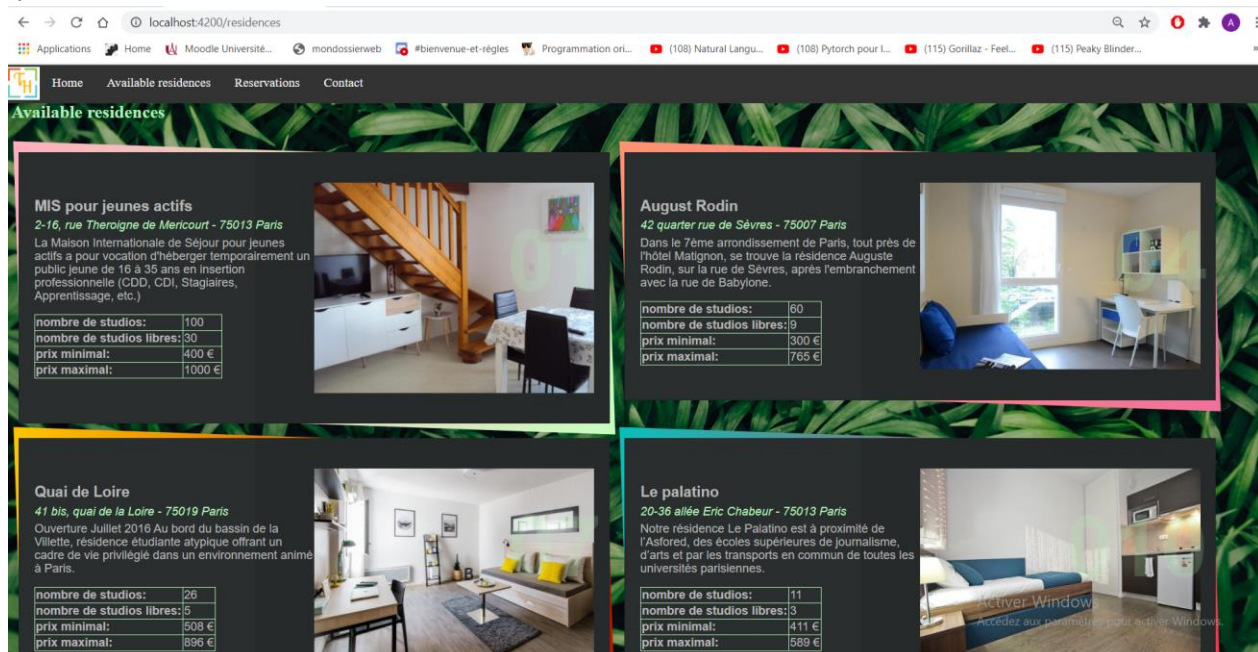 localhost:4200/residences
A
Applications
Home
Moodle Université...
mondossierweb
#bienvenue-et-règles
Programmation ori...
(108) Natural Langu...
(108) Pytorch pour l...
(115) Gorillaz - Feel...
(115) Peaky Blinder...
TH
Home
Available residences
Reservations
Contact
Available residences
MIS pour jeunes actifs
2-16, rue Theroigne de Mericourt - 75013 Paris
La Maison Internationale de Séjour pour jeunes
actifs a pour vocation d'héberger temporairement un
public jeune de 16 à 35 ans en insertion
professionnelle (CDD, CDI, Stagiaires,
Apprentissage, etc.)
nombre de studios: 100
nombre de studios libres: 30
prix minimal: 400 €
prix maximal: 1000 €
01
August Rodin
42 quarter rue de Sèvres - 75007 Paris
Dans le 7ème arrondissement de Paris, tout près de
l'hôtel Matignon, se trouve la résidence Auguste
Rodin, sur la rue de Sèvres, après l'embranchement
avec la rue de Babylone.
nombre de studios: 60
nombre de studios libres: 9
prix minimal: 300 €
prix maximal: 765 €
04
Quai de Loire
41 bis, quai de la Loire - 75019 Paris
Ouverture Juillet 2016 Au bord du bassin de la
Villette, résidence étudiante atypique offrant un
cadre de vie privilégié dans un environnement animé
à Paris.
nombre de studios: 26
nombre de studios libres: 5
prix minimal: 508 €
prix maximal: 896 €
Le palatino
20-36 allée Eric Chabeur - 75013 Paris
Notre résidence Le Palatino est à proximité de
l'Asfored, des écoles supérieures de journalisme,
d'arts et par les transports en commun de toutes les
universités parisiennes.
nombre de studios: 11
nombre de studios libres: 3
prix minimal: 411 €
prix maximal: 589 €
Activer Windows
Accédez aux paramètres pour activer Windows.